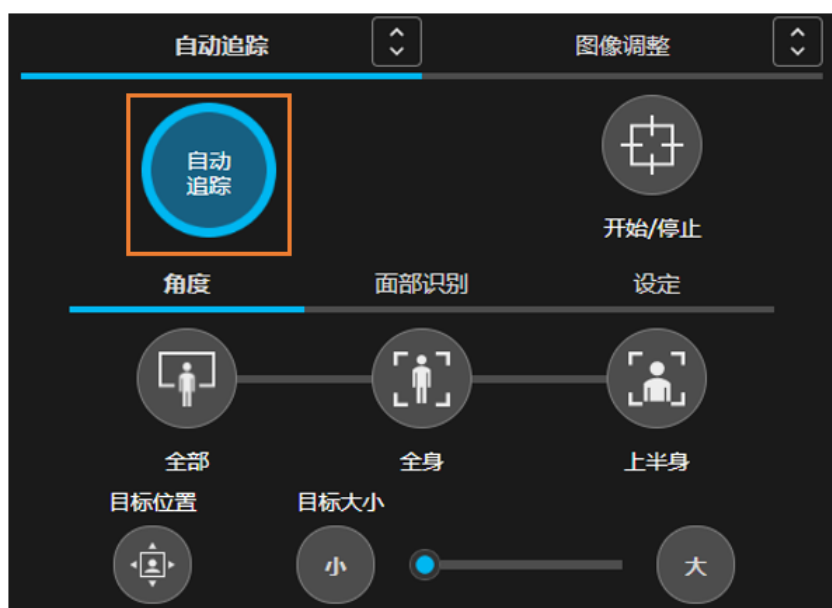 自动追踪
图像调整
自动
追踪
开始/停止
角度
面部识别
设定
全部
全身
上半身
目标位置
目标大小
小
大